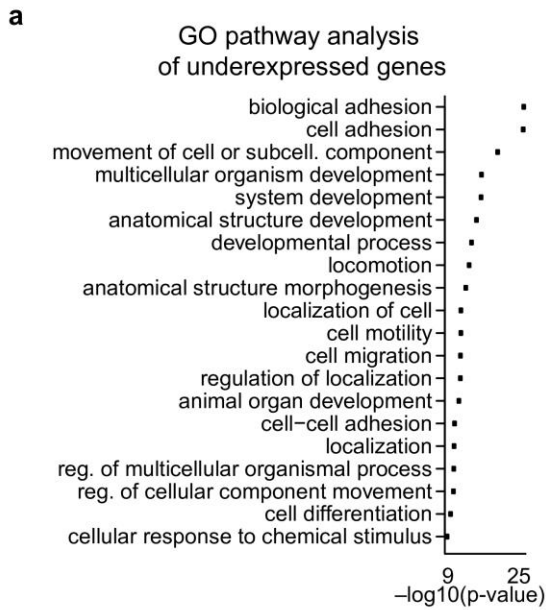 a
GO pathway analysis
of underexpressed genes
biological adhesion
cell adhesion
movement of cell or subcell. component
multicellular organism development
system development
anatomical structure development
developmental process
locomotion
anatomical structure morphogenesis
localization of cell
cell motility
cell migration
regulation of localization
animal organ development
cell−cell adhesion
localization
reg. of multicellular organismal process
reg. of cellular component movement
cell differentiation
cellular response to chemical stimulus
9 25
−log10(p-value)